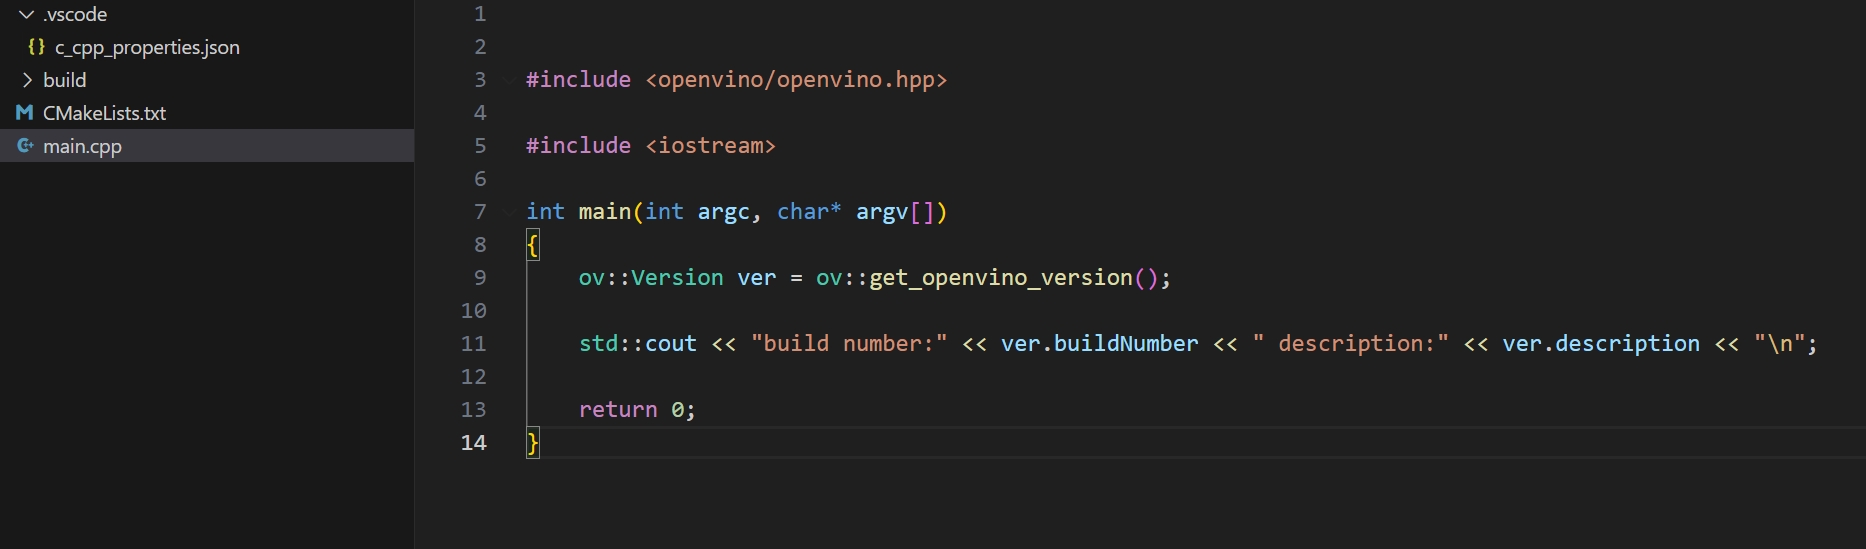 .vscode
{} c_cpp_properties.json
build
CMakeLists.txt
main.cpp
1
2
3 #include <openvino/openvino.hpp>
4
5 #include <iostream>
6
7 int main(int argc, char* argv[])
8 {
9     ov::Version ver = ov::get_openvino_version();
10
11     std::cout << "build number:" << ver.buildNumber << " description:" << ver.description << "\n";
12
13     return 0;
14 }